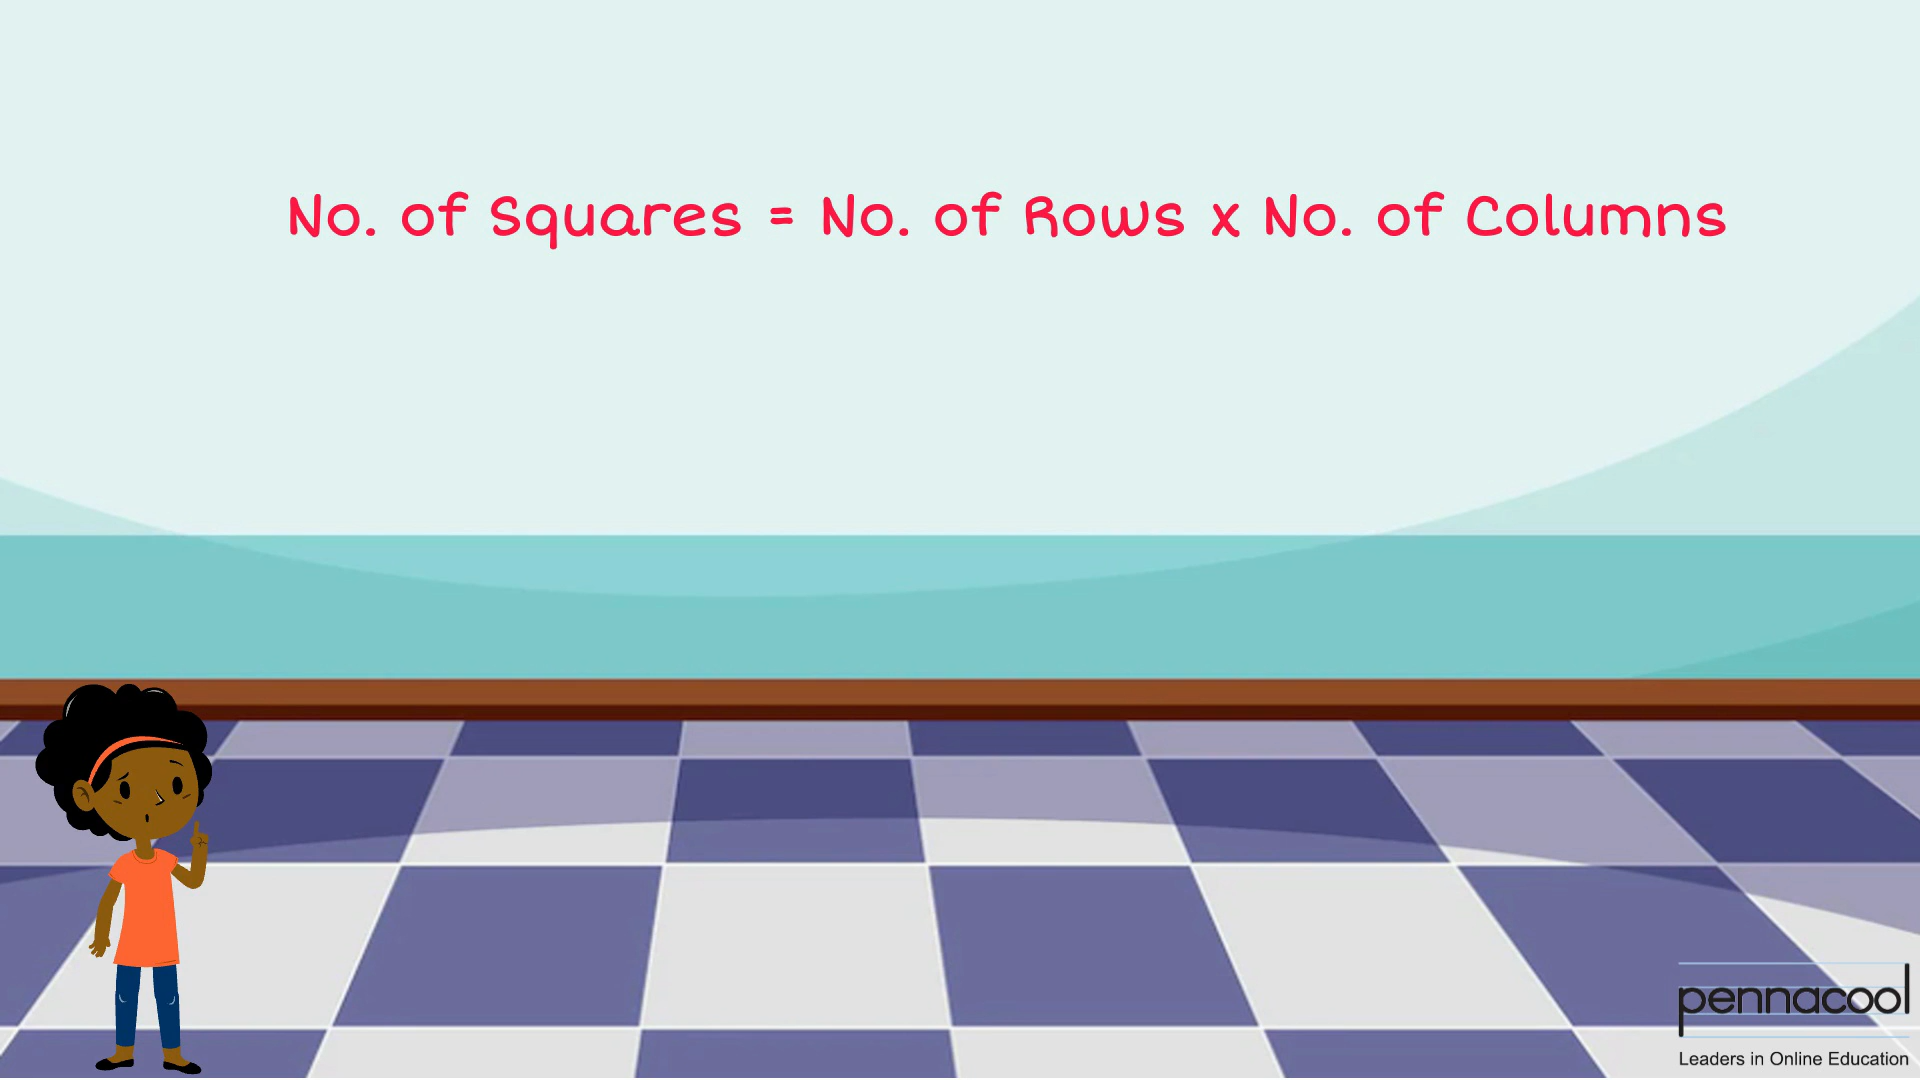 No. of Squares = No. of Rows x No. of Columns
pennacool
Leaders in Online Education